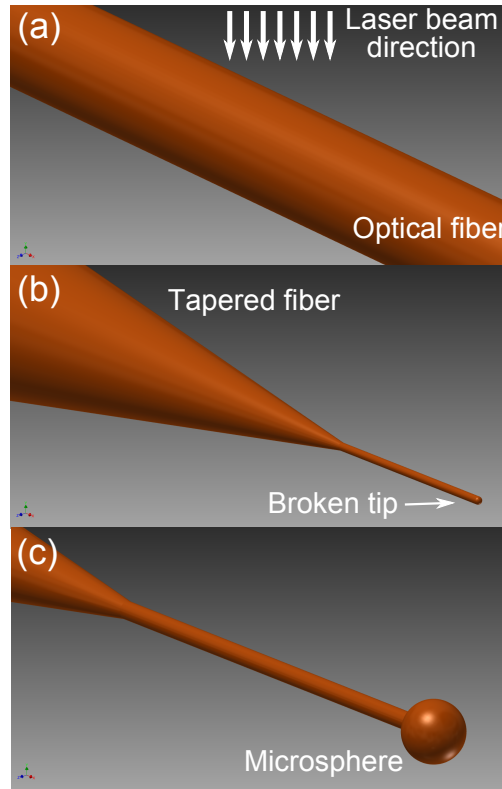 (a)
Laser beam
direction
Optical fiber
(b)
Tapered fiber
Broken tip
(c)
Microsphere